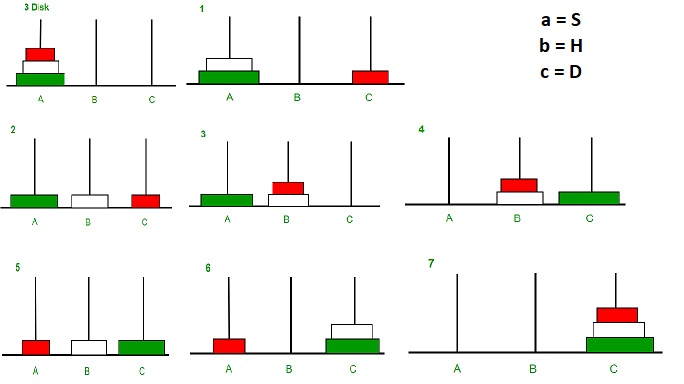 3 Disk
A B C
1
A B C
a = S
b = H
c = D
2
A B C
3
A B C
4
A B C
5
A B C
6
A B C
7
A B C